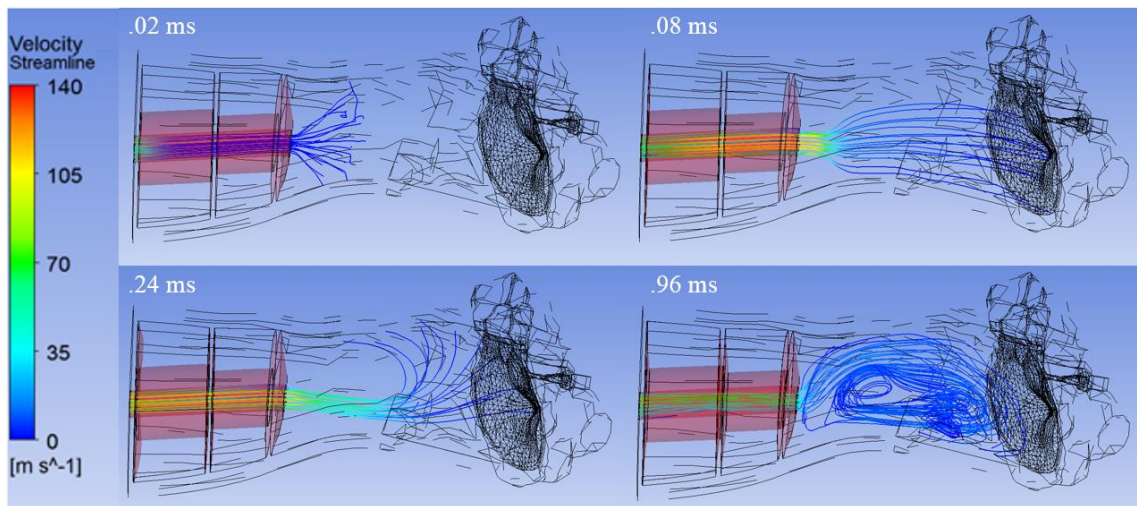 Velocity
Streamline
140
105
70
35
0
[m s^-1]
.02 ms
.08 ms
.24 ms
.96 ms